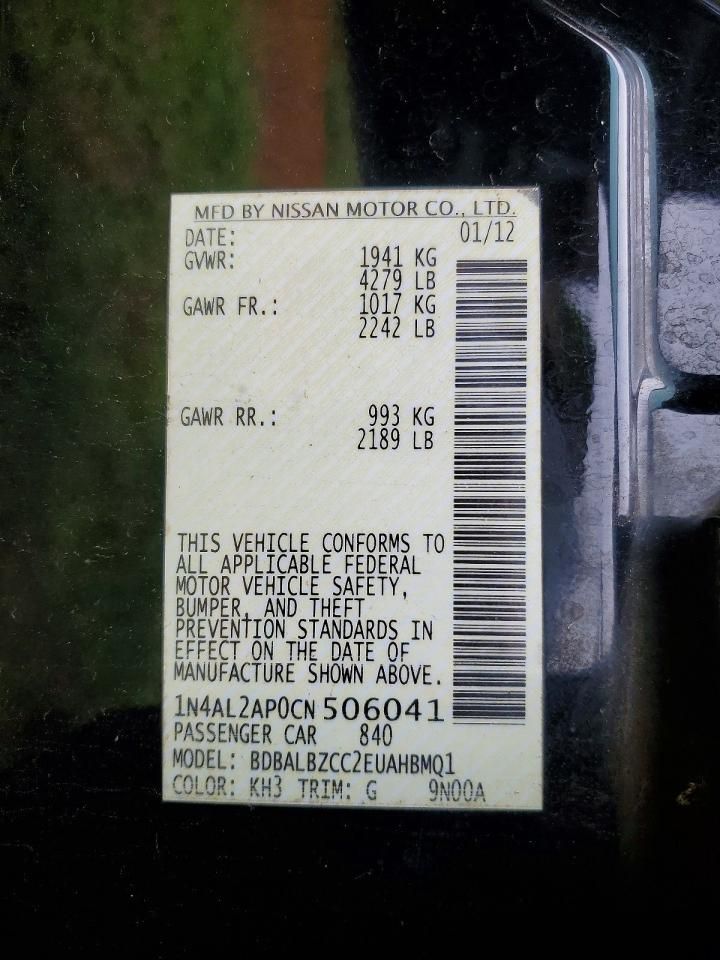 MFD BY NISSAN MOTOR CO., LTD.
DATE: 01/12
GVWR: 1941 KG
4279 LB
GAWR FR.: 1017 KG
2242 LB
GAWR RR.: 993 KG
2189 LB
THIS VEHICLE CONFORMS TO
ALL APPLICABLE FEDERAL
MOTOR VEHICLE SAFETY,
BUMPER, AND THEFT
PREVENTION STANDARDS IN
EFFECT ON THE DATE OF
MANUFACTURE SHOWN ABOVE.
1N4AL2AP0CN506041
PASSENGER CAR 840
MODEL: BDBALBZCC2EUAHBMQ1
COLOR: KH3 TRIM: G 9N00A